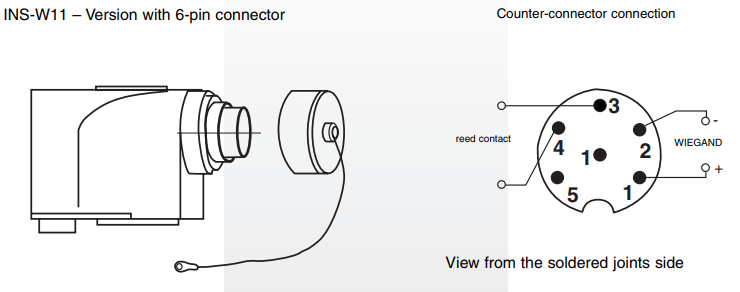 INS-W11 – Version with 6-pin connector
Counter-connector connection
3
reed contact
4
1
2
-
WIEGAND
+
5
1
View from the soldered joints side